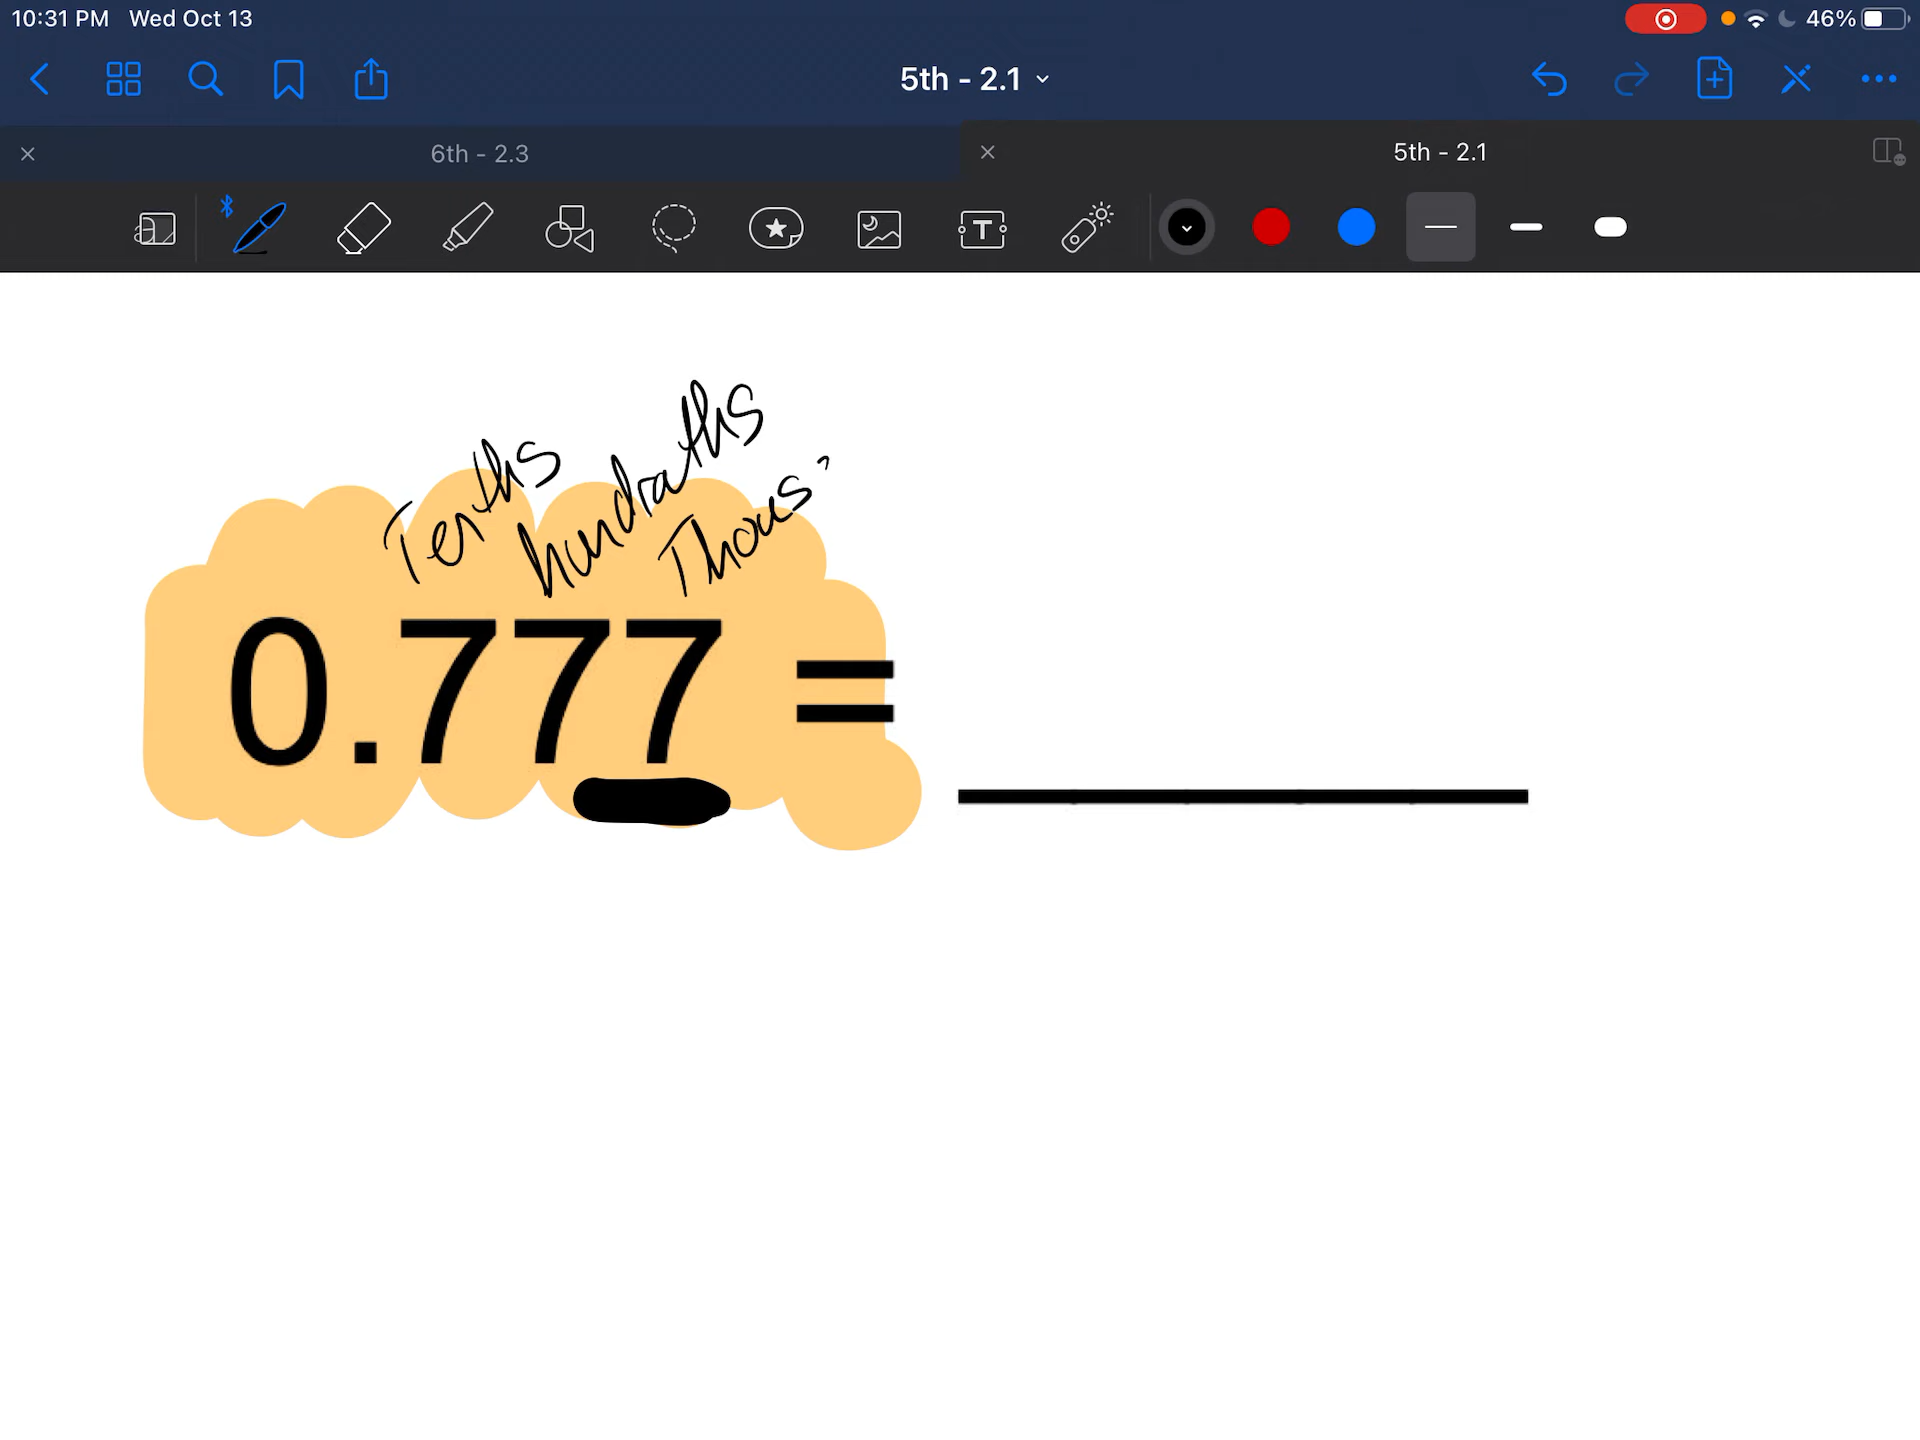 10:31 PM Wed Oct 13 46%
5th - 2.1
6th - 2.3 5th - 2.1
Tenths hundraths Thous'
0.777 =